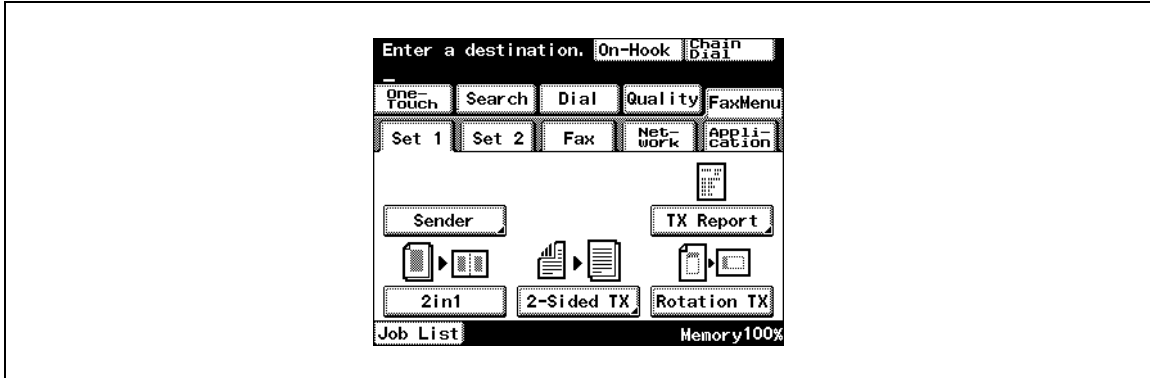 Enter a destination. On-Hook Chain Dial
One-Touch Search Dial Quality FaxMenu
Set 1 Set 2 Fax Net-work Appli-cation
Sender TX Report
2in1 2-Sided TX Rotation TX
Job List Memory100%